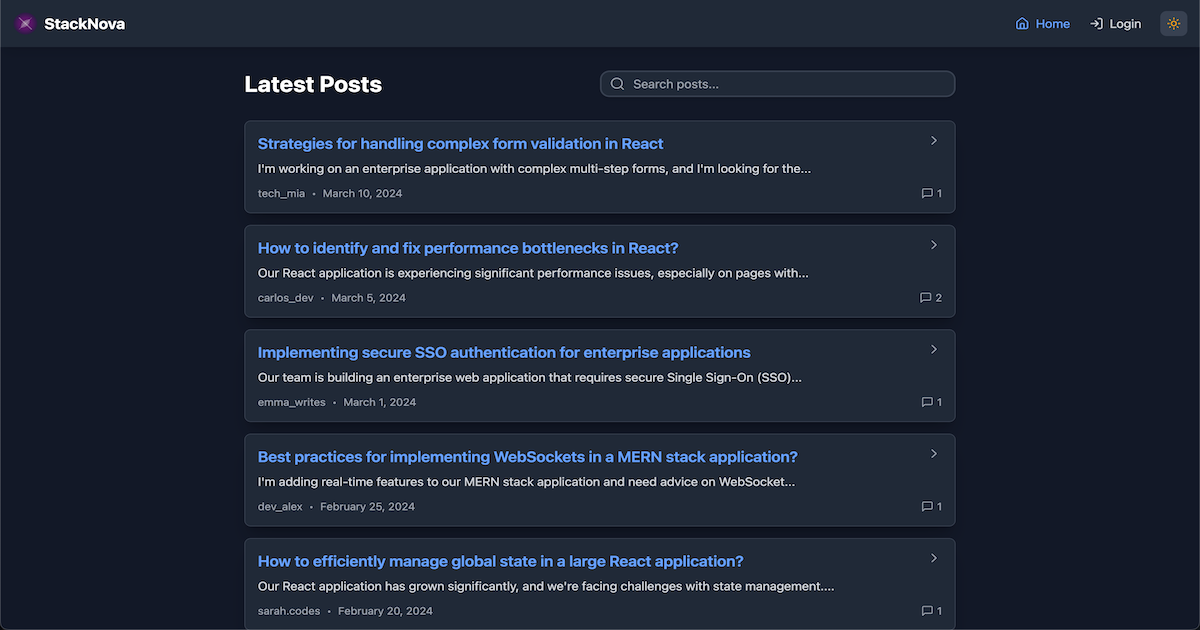 StackNova
Home
Login
Latest Posts
Search posts...
Strategies for handling complex form validation in React
I'm working on an enterprise application with complex multi-step forms, and I'm looking for the...
tech_mia • March 10, 2024
1
How to identify and fix performance bottlenecks in React?
Our React application is experiencing significant performance issues, especially on pages with...
carlos_dev • March 5, 2024
2
Implementing secure SSO authentication for enterprise applications
Our team is building an enterprise web application that requires secure Single Sign-On (SSO)...
emma_writes • March 1, 2024
1
Best practices for implementing WebSockets in a MERN stack application?
I'm adding real-time features to our MERN stack application and need advice on WebSocket...
dev_alex • February 25, 2024
1
How to efficiently manage global state in a large React application?
Our React application has grown significantly, and we're facing challenges with state management....
sarah.codes • February 20, 2024
1